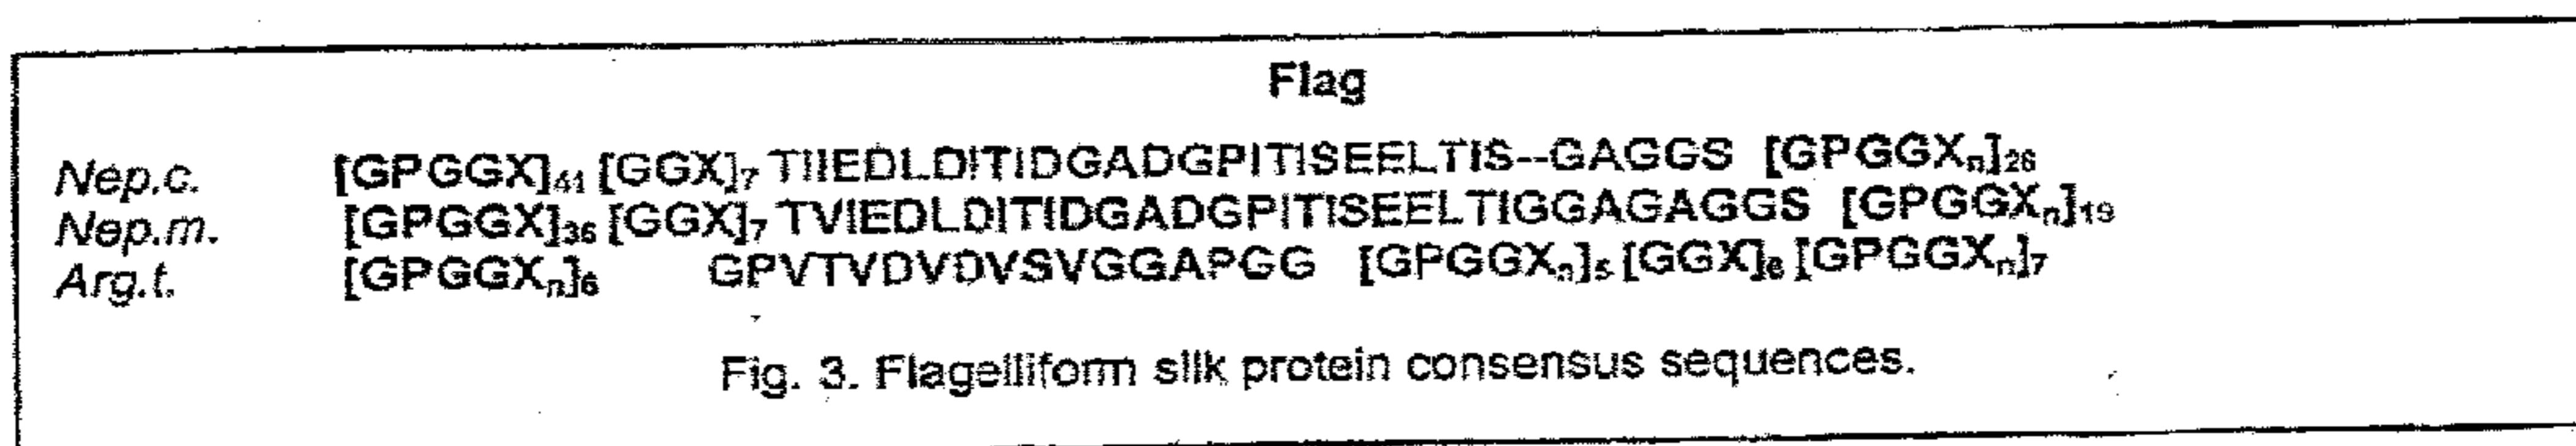 Flag
Nep.c. [GPGGX]₄₁ [GGX]₇ TIIEDLDITIDGADGPITISEELTIS--GAGGS [GPGGXₙ]₂₆
Nep.m. [GPGGX]₃₆ [GGX]₇ TVIEDLDITIDGADGPITISEELTIGGAGAGGS [GPGGXₙ]₁₉
Arg.t. [GPGGXₙ]₆ GPVTVDVDVSVGGAPGG [GPGGXₙ]₅ [GGX]₆ [GPGGXₙ]₇
Fig. 3. Flagelliform silk protein consensus sequences.